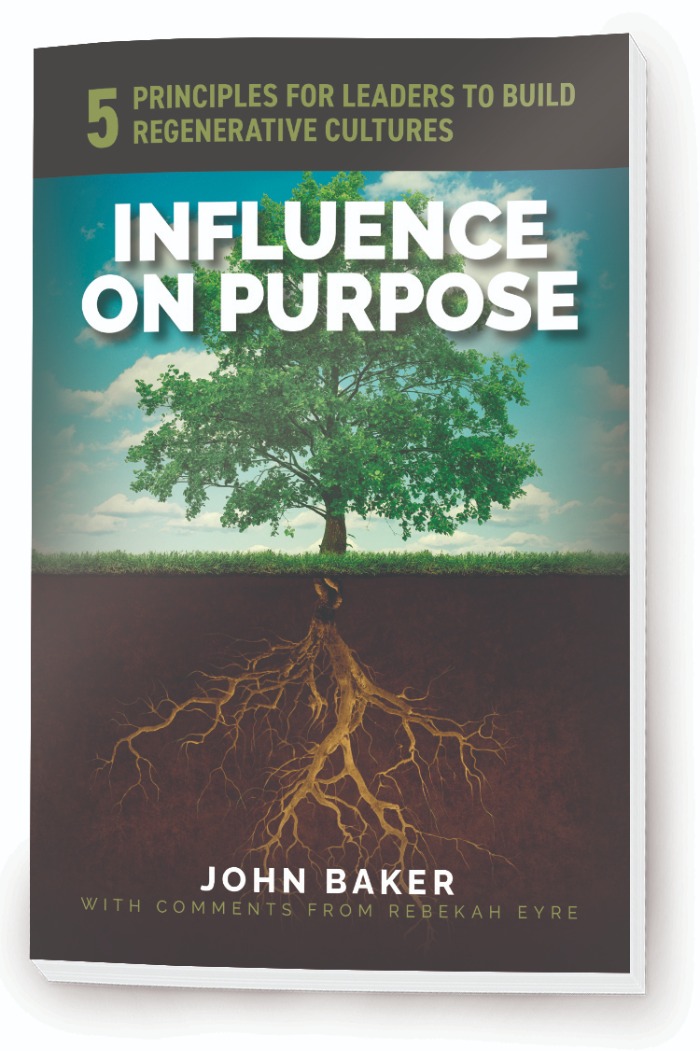 5 PRINCIPLES FOR LEADERS TO BUILD
REGENERATIVE CULTURES
INFLUENCE
ON PURPOSE
JOHN BAKER
WITH COMMENTS FROM REBEKAH EYRE